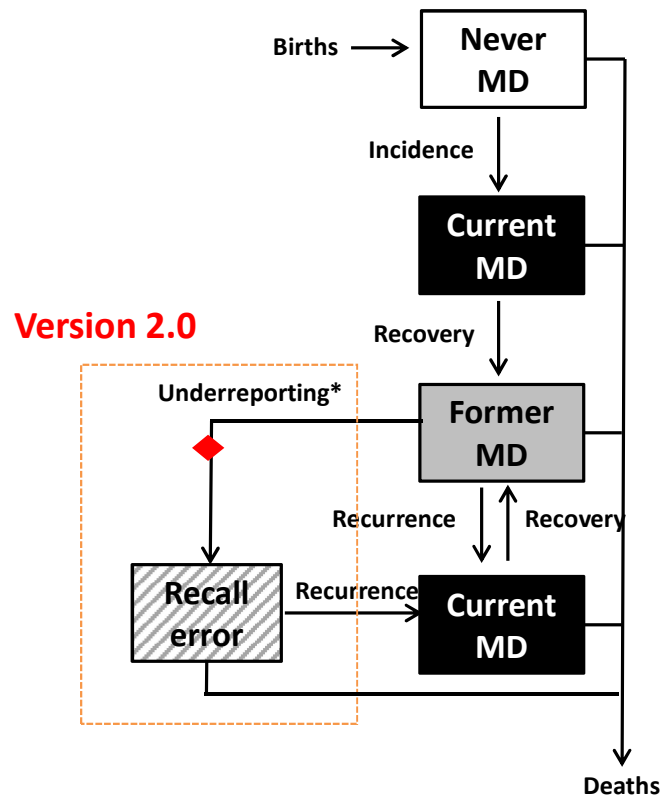 Births
Never
MD
Incidence
Current
MD
Version 2.0
Recovery
Underreporting*
Former
MD
Recurrence
Recovery
Recall
error
Recurrence
Current
MD
Deaths